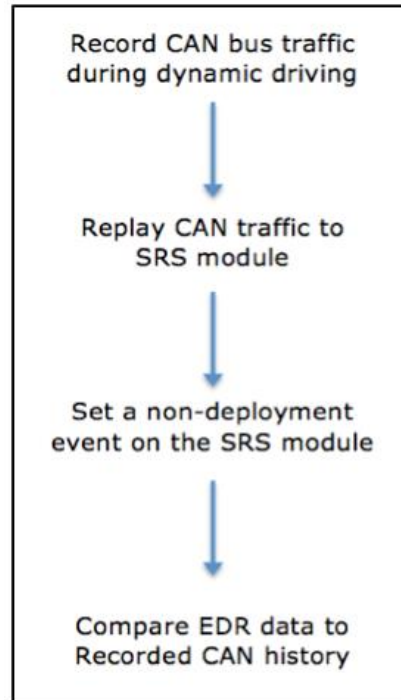 Record CAN bus traffic
during dynamic driving
Replay CAN traffic to
SRS module
Set a non-deployment
event on the SRS module
Compare EDR data to
Recorded CAN history